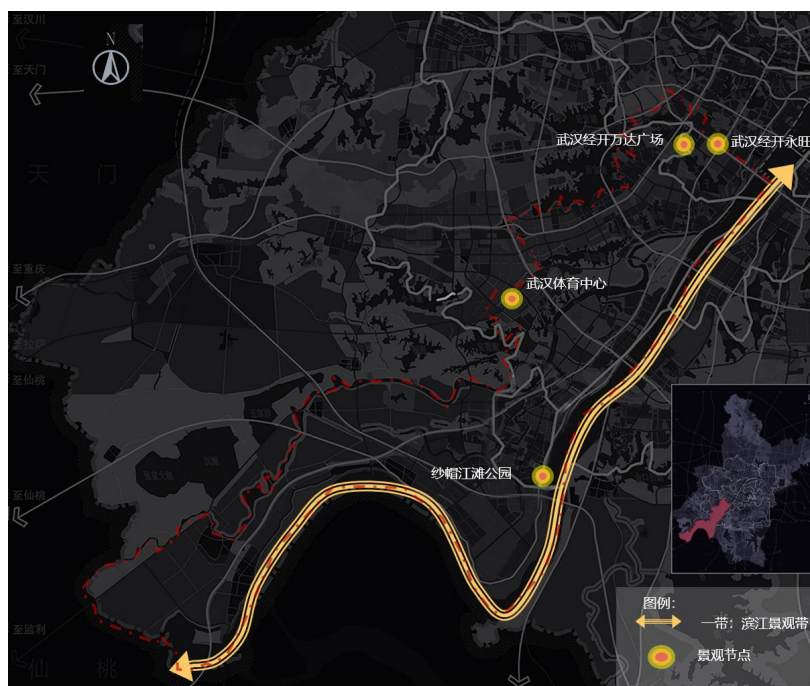 至汉川
N
至天门
武汉经开万达广场
武汉经开永旺
天 门
至重庆
武汉体育中心
至仙桃
纱帽江滩公园
至仙桃
图例：
一带：滨江景观带
至监利
景观节点
仙 桃